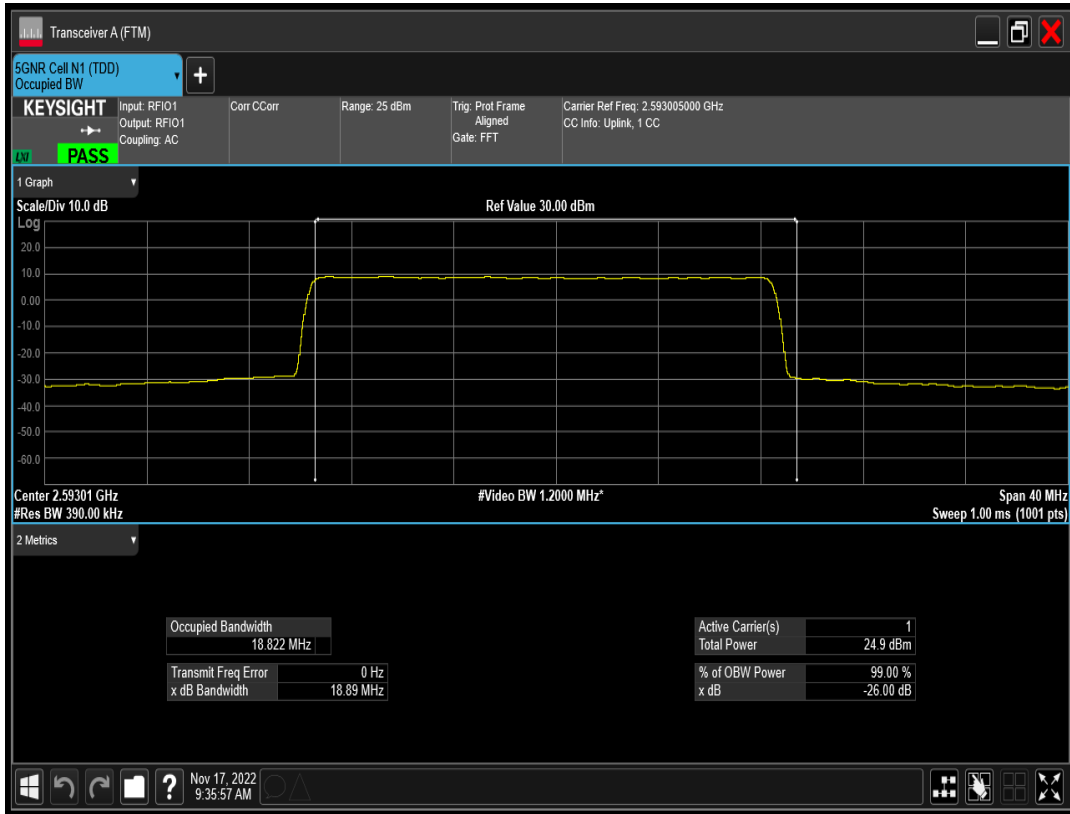 Transceiver A (FTM)
5GNR Cell N1 (TDD)
Occupied BW
+
KEYSIGHT
LXI
PASS
Input: RFIO1
Output: RFIO1
Coupling: AC
Corr CCorr
Range: 25 dBm
Trig: Prot Frame
Aligned
Gate: FFT
Carrier Ref Freq: 2.593005000 GHz
CC Info: Uplink, 1 CC
1 Graph
Scale/Div 10.0 dB
Ref Value 30.00 dBm
Log
20.0
10.0
0.00
-10.0
-20.0
-30.0
-40.0
-50.0
-60.0
Center 2.59301 GHz
#Video BW 1.2000 MHz*
Span 40 MHz
#Res BW 390.00 kHz
Sweep 1.00 ms (1001 pts)
2 Metrics
Occupied Bandwidth
18.822 MHz
Transmit Freq Error 0 Hz
x dB Bandwidth 18.89 MHz
Active Carrier(s) 1
Total Power 24.9 dBm
% of OBW Power 99.00 %
x dB -26.00 dB
?
Nov 17, 2022
9:35:57 AM